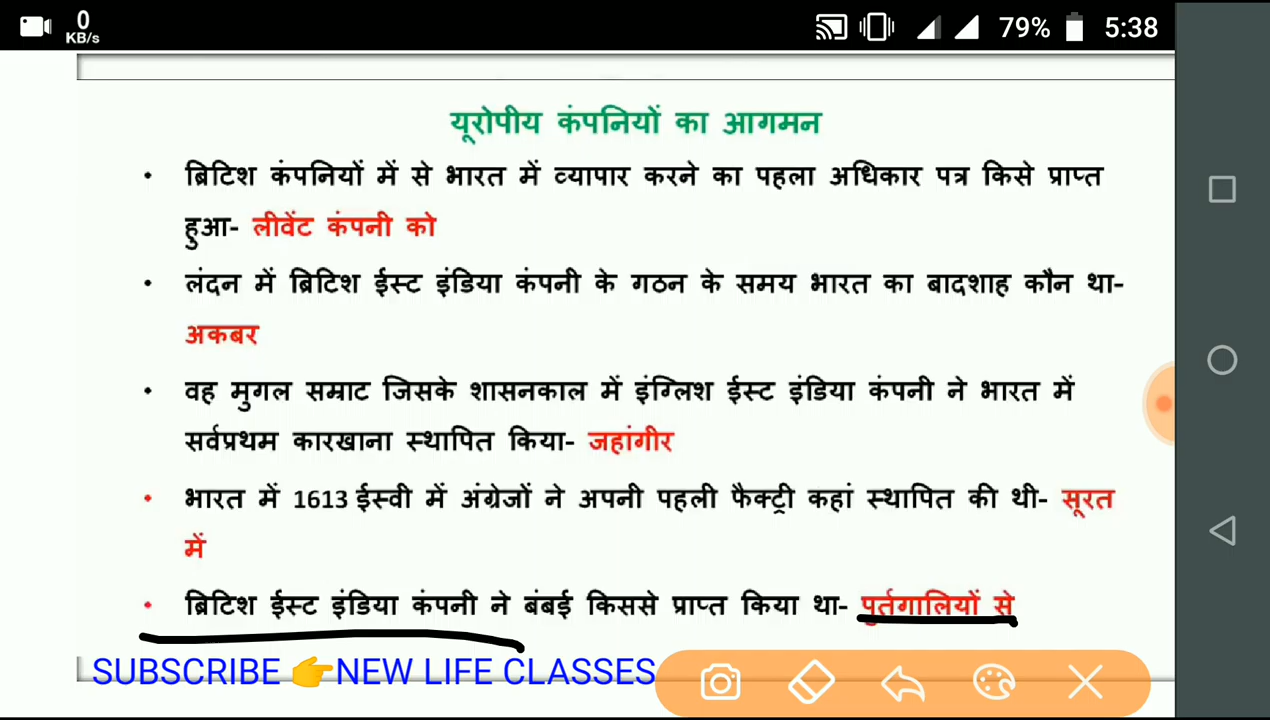 0
KB/s
79%
5:38
यूरोपीय कंपनियों का आगमन
• ब्रिटिश कंपनियों में से भारत में व्यापार करने का पहला अधिकार पत्र किसे प्राप्त
हुआ- लीवेंट कंपनी को
• लंदन में ब्रिटिश ईस्ट इंडिया कंपनी के गठन के समय भारत का बादशाह कौन था-
अकबर
• वह मुगल सम्राट जिसके शासनकाल में इंग्लिश ईस्ट इंडिया कंपनी ने भारत में
सर्वप्रथम कारखाना स्थापित किया- जहांगीर
• भारत में 1613 ईस्वी में अंग्रेजों ने अपनी पहली फैक्ट्री कहां स्थापित की थी- सूरत
में
• ब्रिटिश ईस्ट इंडिया कंपनी ने बंबई किससे प्राप्त किया था- पुर्तगालियों से
SUBSCRIBE 👉NEW LIFE CLASSES